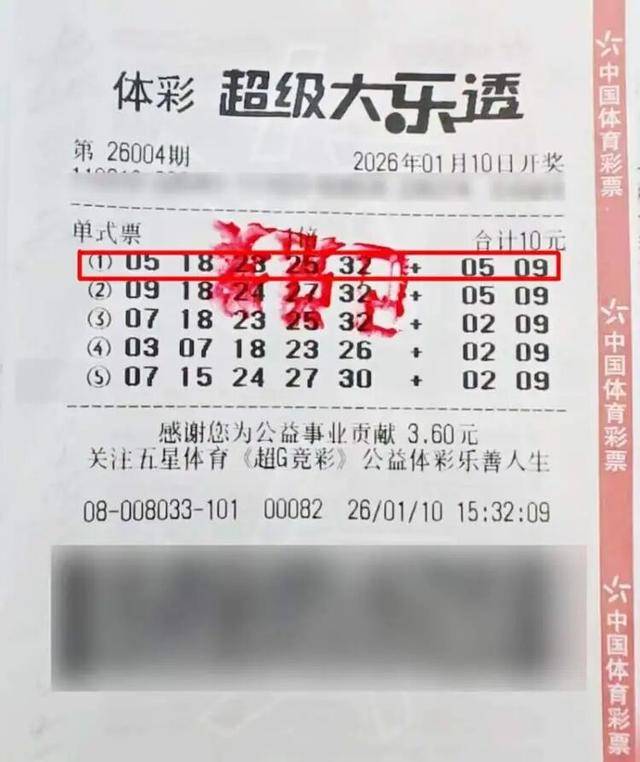 体彩 超级大乐透
第 26004期 2026年01月10日开奖
单式票 1倍 合计10元
① 05 18 23 25 32 + 05 09
② 09 18 24 27 32 + 05 09
③ 07 18 23 25 32 + 02 09
④ 03 07 18 23 26 + 02 09
⑤ 07 15 24 27 30 + 02 09
感谢您为公益事业贡献 3.60元
关注五星体育《超G竞彩》公益体彩乐善人生
08-008033-101 00082 26/01/10 15:32:09
中国体育彩票
中国体育彩票
中国体育彩票